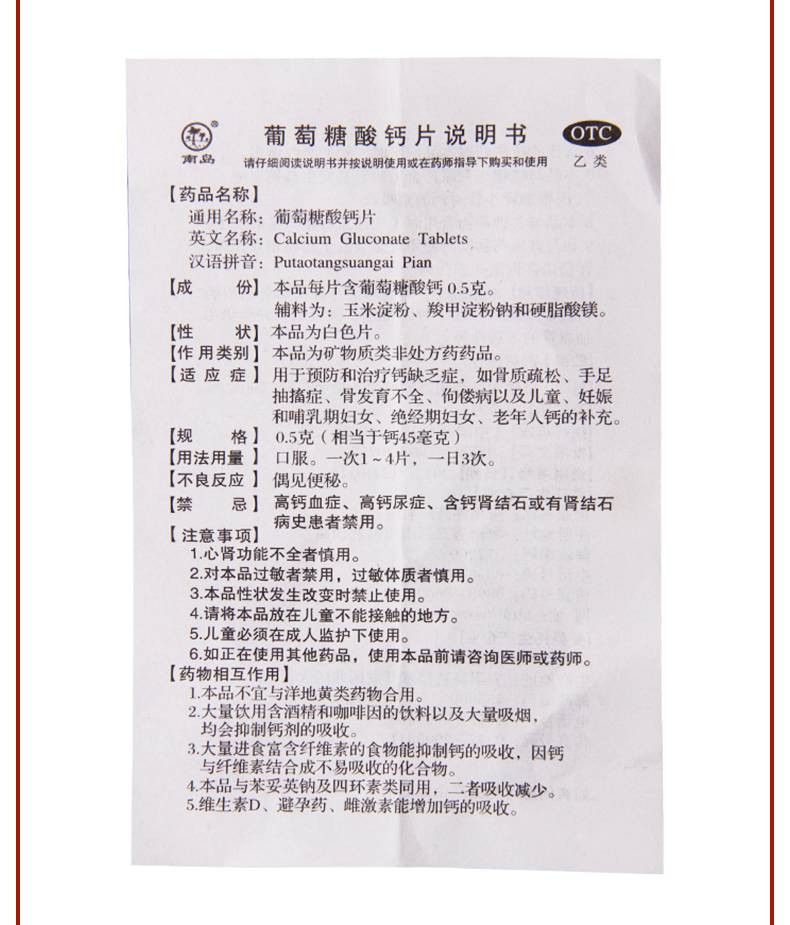 葡萄糖酸钙片说明书
OTC
南岛
®
请仔细阅读说明书并按说明使用或在药师指导下购买和使用
乙类
【药品名称】
通用名称：葡萄糖酸钙片
英文名称：Calcium Gluconate Tablets
汉语拼音：Putaotangsuangai Pian
【成 份】本品每片含葡萄糖酸钙 0.5克。
辅料为：玉米淀粉、羧甲淀粉钠和硬脂酸镁。
【性 状】本品为白色片。
【作用类别】本品为矿物质类非处方药药品。
【适 应 症】用于预防和治疗钙缺乏症，如骨质疏松、手足
抽搐症、骨发育不全、佝偻病以及儿童、妊娠
和哺乳期妇女、绝经期妇女、老年人钙的补充。
【规 格】0.5克（相当于钙45毫克）
【用法用量】口服。一次1~4片，一日3次。
【不良反应】偶见便秘。
【禁 忌】高钙血症、高钙尿症、含钙肾结石或有肾结石
病史患者禁用。
【注意事项】
1.心肾功能不全者慎用。
2.对本品过敏者禁用，过敏体质者慎用。
3.本品性状发生改变时禁止使用。
4.请将本品放在儿童不能接触的地方。
5.儿童必须在成人监护下使用。
6.如正在使用其他药品，使用本品前请咨询医师或药师。
【药物相互作用】
1.本品不宜与洋地黄类药物合用。
2.大量饮用含酒精和咖啡因的饮料以及大量吸烟，
均会抑制钙剂的吸收。
3.大量进食富含纤维素的食物能抑制钙的吸收，因钙
与纤维素结合成不易吸收的化合物。
4.本品与苯妥英钠及四环素类同用，二者吸收减少。
5.维生素D、避孕药、雌激素能增加钙的吸收。